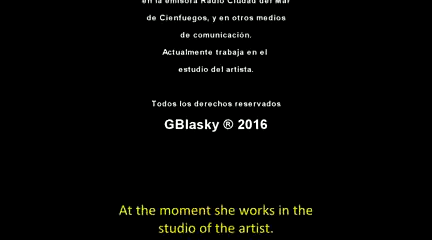 en la emisora Radio Ciudad del Mar
de Cienfuegos, y en otros medios
de comunicación.
Actualmente trabaja en el
estudio del artista.
Todos los derechos reservados
GBlasky ® 2016
At the moment she works in the
studio of the artist.